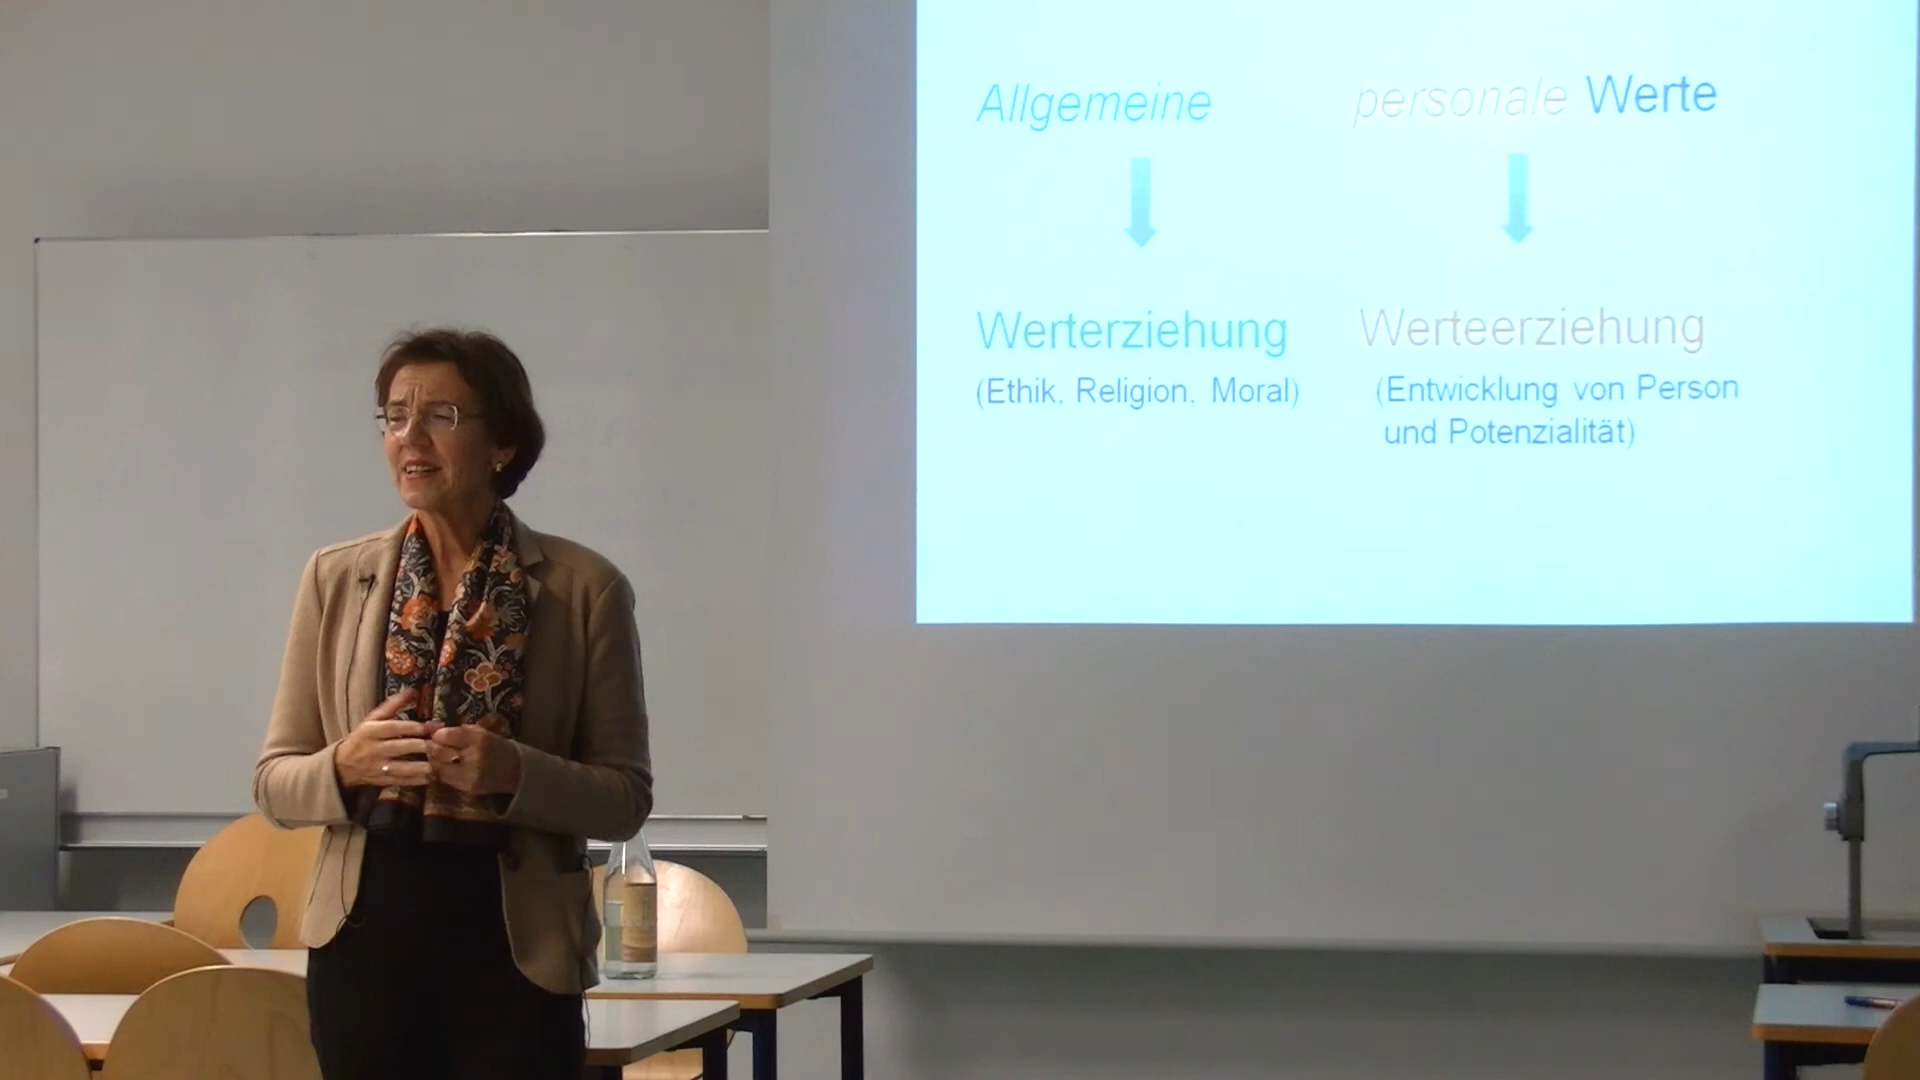 Allgemeine personale Werte
Werterziehung Werteerziehung
(Ethik, Religion, Moral) (Entwicklung von Person
und Potenzialität)